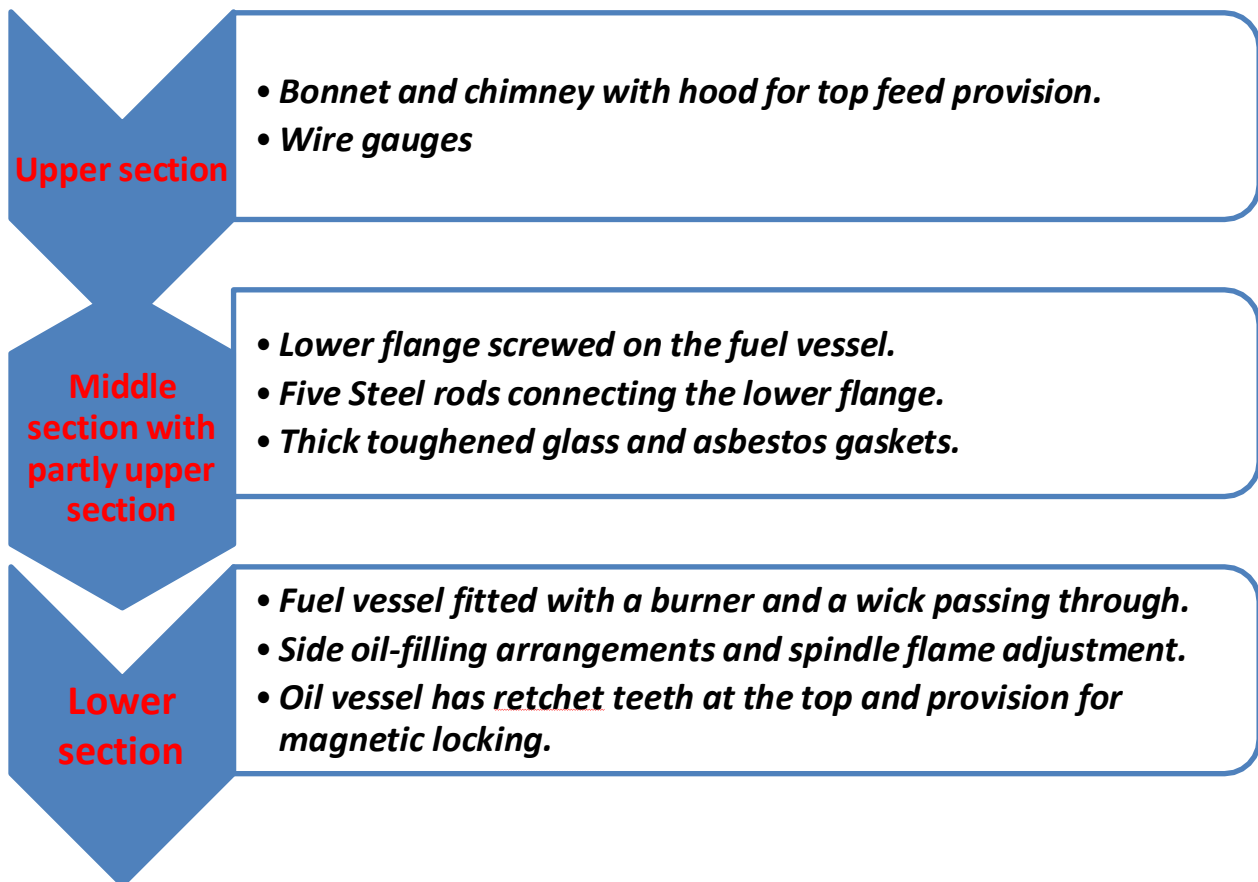 Upper section
• Bonnet and chimney with hood for top feed provision.
• Wire gauges
Middle
section with
partly upper
section
• Lower flange screwed on the fuel vessel.
• Five Steel rods connecting the lower flange.
• Thick toughened glass and asbestos gaskets.
Lower
section
• Fuel vessel fitted with a burner and a wick passing through.
• Side oil-filling arrangements and spindle flame adjustment.
• Oil vessel has retchet teeth at the top and provision for
magnetic locking.